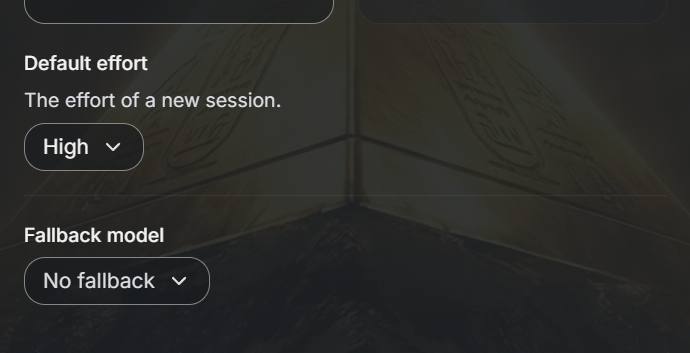 Default effort
The effort of a new session.
High
Fallback model
No fallback